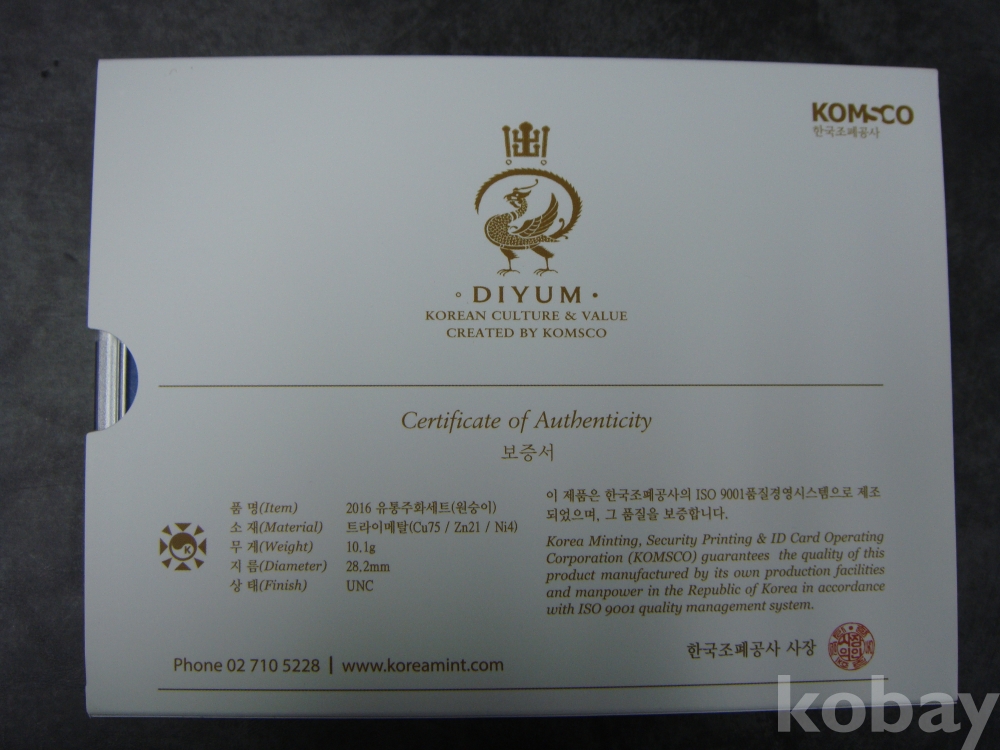 KOMSCO
한국조폐공사
DIYUM
KOREAN CULTURE & VALUE
CREATED BY KOMSCO
Certificate of Authenticity
보증서
품 명(Item) 2016 유통주화세트(원숭이)
소 재(Material) 트라이메탈(Cu75 / Zn21 / Ni4)
무 게(Weight) 10.1g
지 름(Diameter) 28.2mm
상 태(Finish) UNC
K
이 제품은 한국조폐공사의 ISO 9001품질경영시스템으로 제조
되었으며, 그 품질을 보증합니다.
Korea Minting, Security Printing & ID Card Operating
Corporation (KOMSCO) guarantees the quality of this
product manufactured by its own production facilities
and manpower in the Republic of Korea in accordance
with ISO 9001 quality management system.
한국조폐공사 사장
Phone 02 710 5228 | www.koreamint.com
kobay